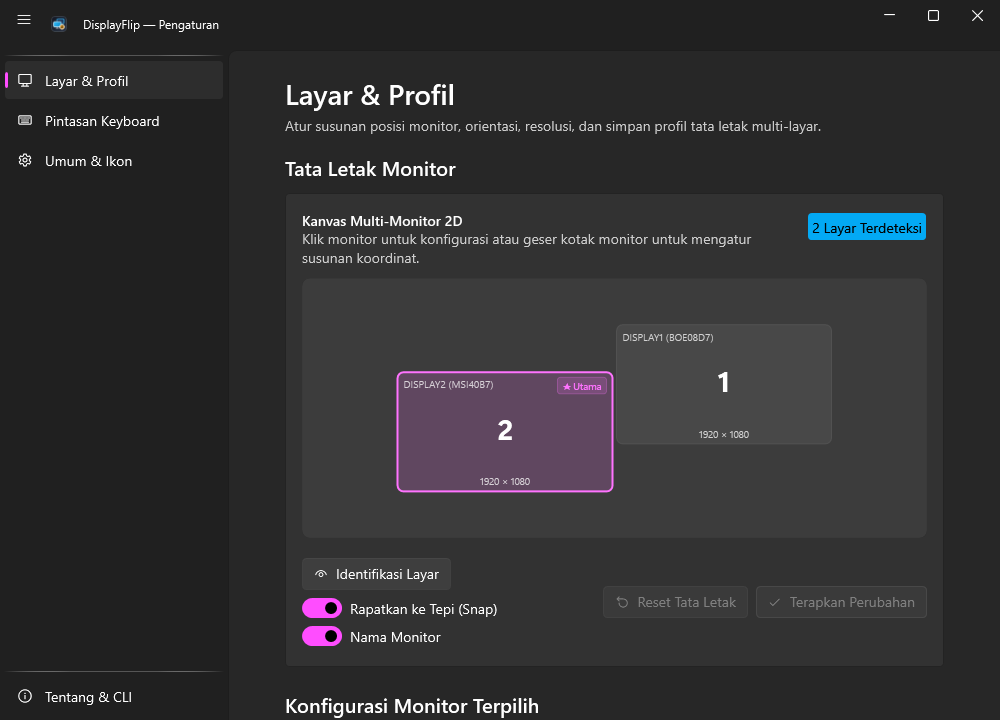 DisplayFlip — Pengaturan
Layar & Profil
Pintasan Keyboard
Umum & Ikon
Tentang & CLI
Layar & Profil
Atur susunan posisi monitor, orientasi, resolusi, dan simpan profil tata letak multi-layar.
Tata Letak Monitor
Kanvas Multi-Monitor 2D
Klik monitor untuk konfigurasi atau geser kotak monitor untuk mengatur
susunan koordinat.
2 Layar Terdeteksi
DISPLAY2 (MSI40B7)
★ Utama
2
1920 × 1080
DISPLAY1 (BOE08D7)
1
1920 × 1080
Identifikasi Layar
Rapatkan ke Tepi (Snap)
Nama Monitor
Reset Tata Letak
Terapkan Perubahan
Konfigurasi Monitor Terpilih